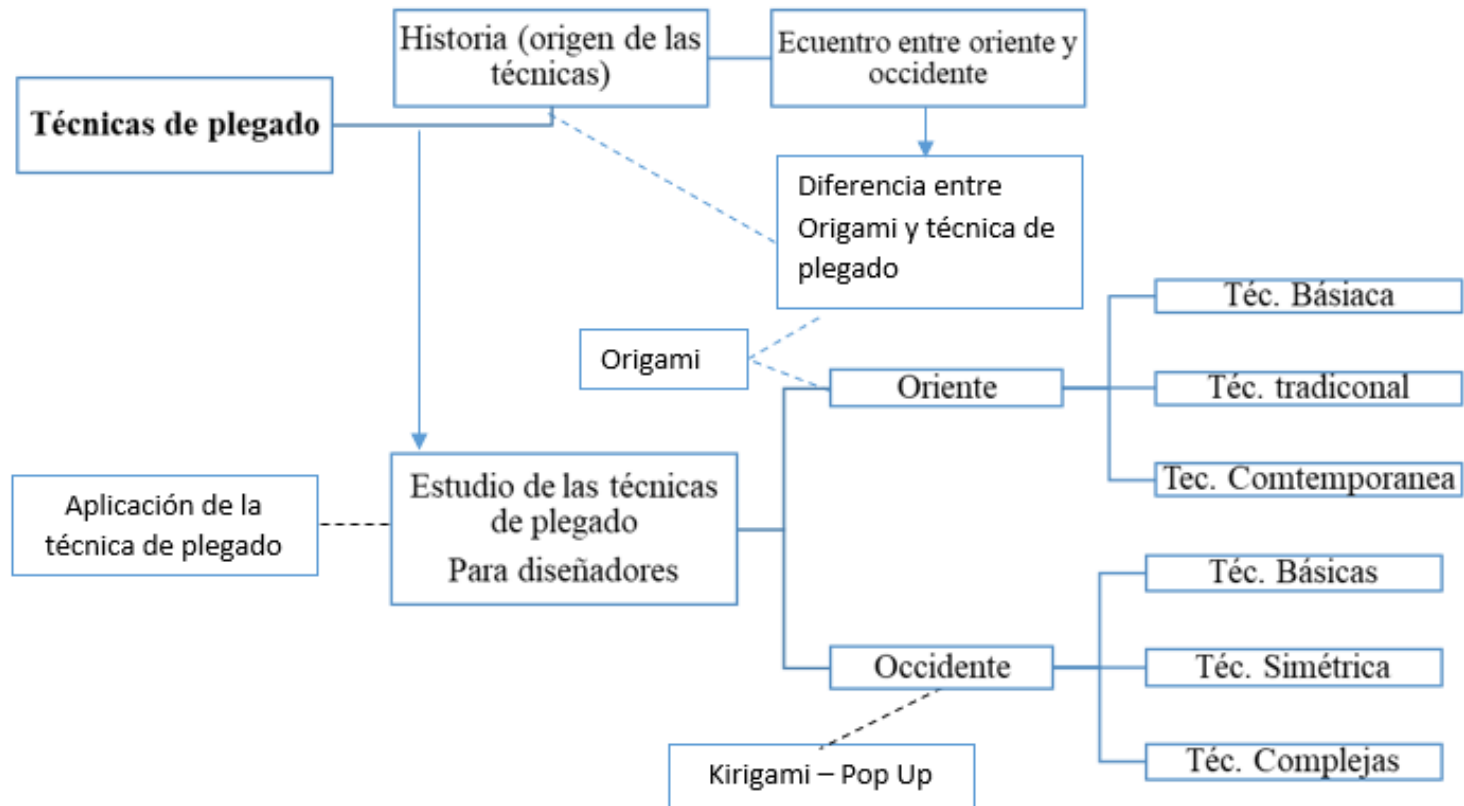 Historia (origen de las
técnicas)
Ecuentro entre oriente y
occidente
Técnicas de plegado
Diferencia entre
Origami y técnica de
plegado
Téc. Básiaca
Origami
Oriente
Téc. tradiconal
Estudio de las técnicas
de plegado
Para diseñadores
Tec. Comtemporanea
Aplicación de la
técnica de plegado
Téc. Básicas
Occidente
Téc. Simétrica
Kirigami – Pop Up
Téc. Complejas